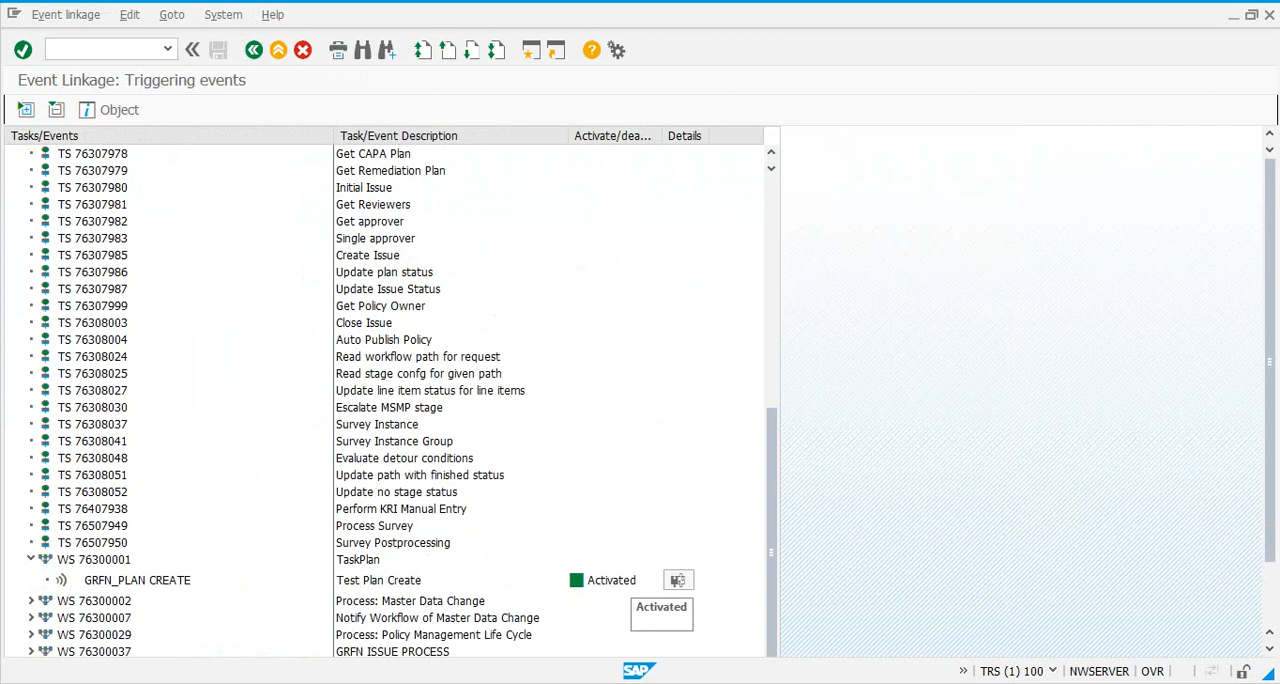 Event linkage Edit Goto System Help
Event Linkage: Triggering events
Object
Tasks/Events Task/Event Description Activate/dea... Details
TS 76307978 Get CAPA Plan
TS 76307979 Get Remediation Plan
TS 76307980 Initial Issue
TS 76307981 Get Reviewers
TS 76307982 Get approver
TS 76307983 Single approver
TS 76307985 Create Issue
TS 76307986 Update plan status
TS 76307987 Update Issue Status
TS 76307999 Get Policy Owner
TS 76308003 Close Issue
TS 76308004 Auto Publish Policy
TS 76308024 Read workflow path for request
TS 76308025 Read stage confg for given path
TS 76308027 Update line item status for line items
TS 76308030 Escalate MSMP stage
TS 76308037 Survey Instance
TS 76308041 Survey Instance Group
TS 76308048 Evaluate detour conditions
TS 76308051 Update path with finished status
TS 76308052 Update no stage status
TS 76407938 Perform KRI Manual Entry
TS 76507949 Process Survey
TS 76507950 Survey Postprocessing
WS 76300001 TaskPlan
GRFN_PLAN CREATE Test Plan Create Activated
WS 76300002 Process: Master Data Change Activated
WS 76300007 Notify Workflow of Master Data Change
WS 76300029 Process: Policy Management Life Cycle
WS 76300037 GRFN ISSUE PROCESS
SAP » TRS (1) 100 NWSERVER OVR